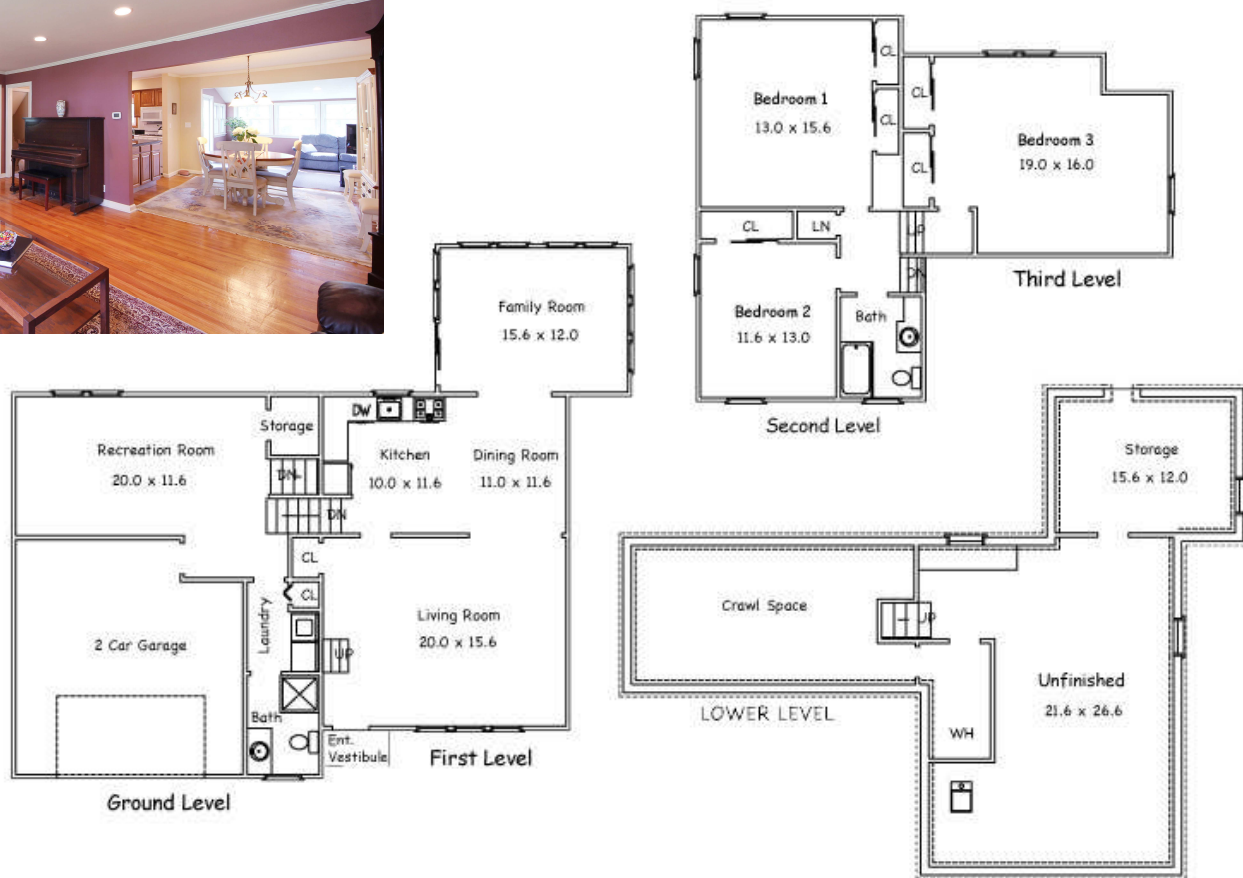 Bedroom 1
13.0 x 15.6
CL
CL
CL
CL
Bedroom 3
19.0 x 16.0
CL
LN
UP
DN
Third Level
Bedroom 2
11.6 x 13.0
Bath
Second Level
Family Room
15.6 x 12.0
Recreation Room
20.0 x 11.6
Storage
DN
DN
DW
Kitchen
10.0 x 11.6
Dining Room
11.0 x 11.6
CL
CL
Laundry
2 Car Garage
Living Room
20.0 x 15.6
UP
Bath
Ent.
Vestibule
First Level
Ground Level
Storage
15.6 x 12.0
Crawl Space
UP
Unfinished
21.6 x 26.6
WH
LOWER LEVEL